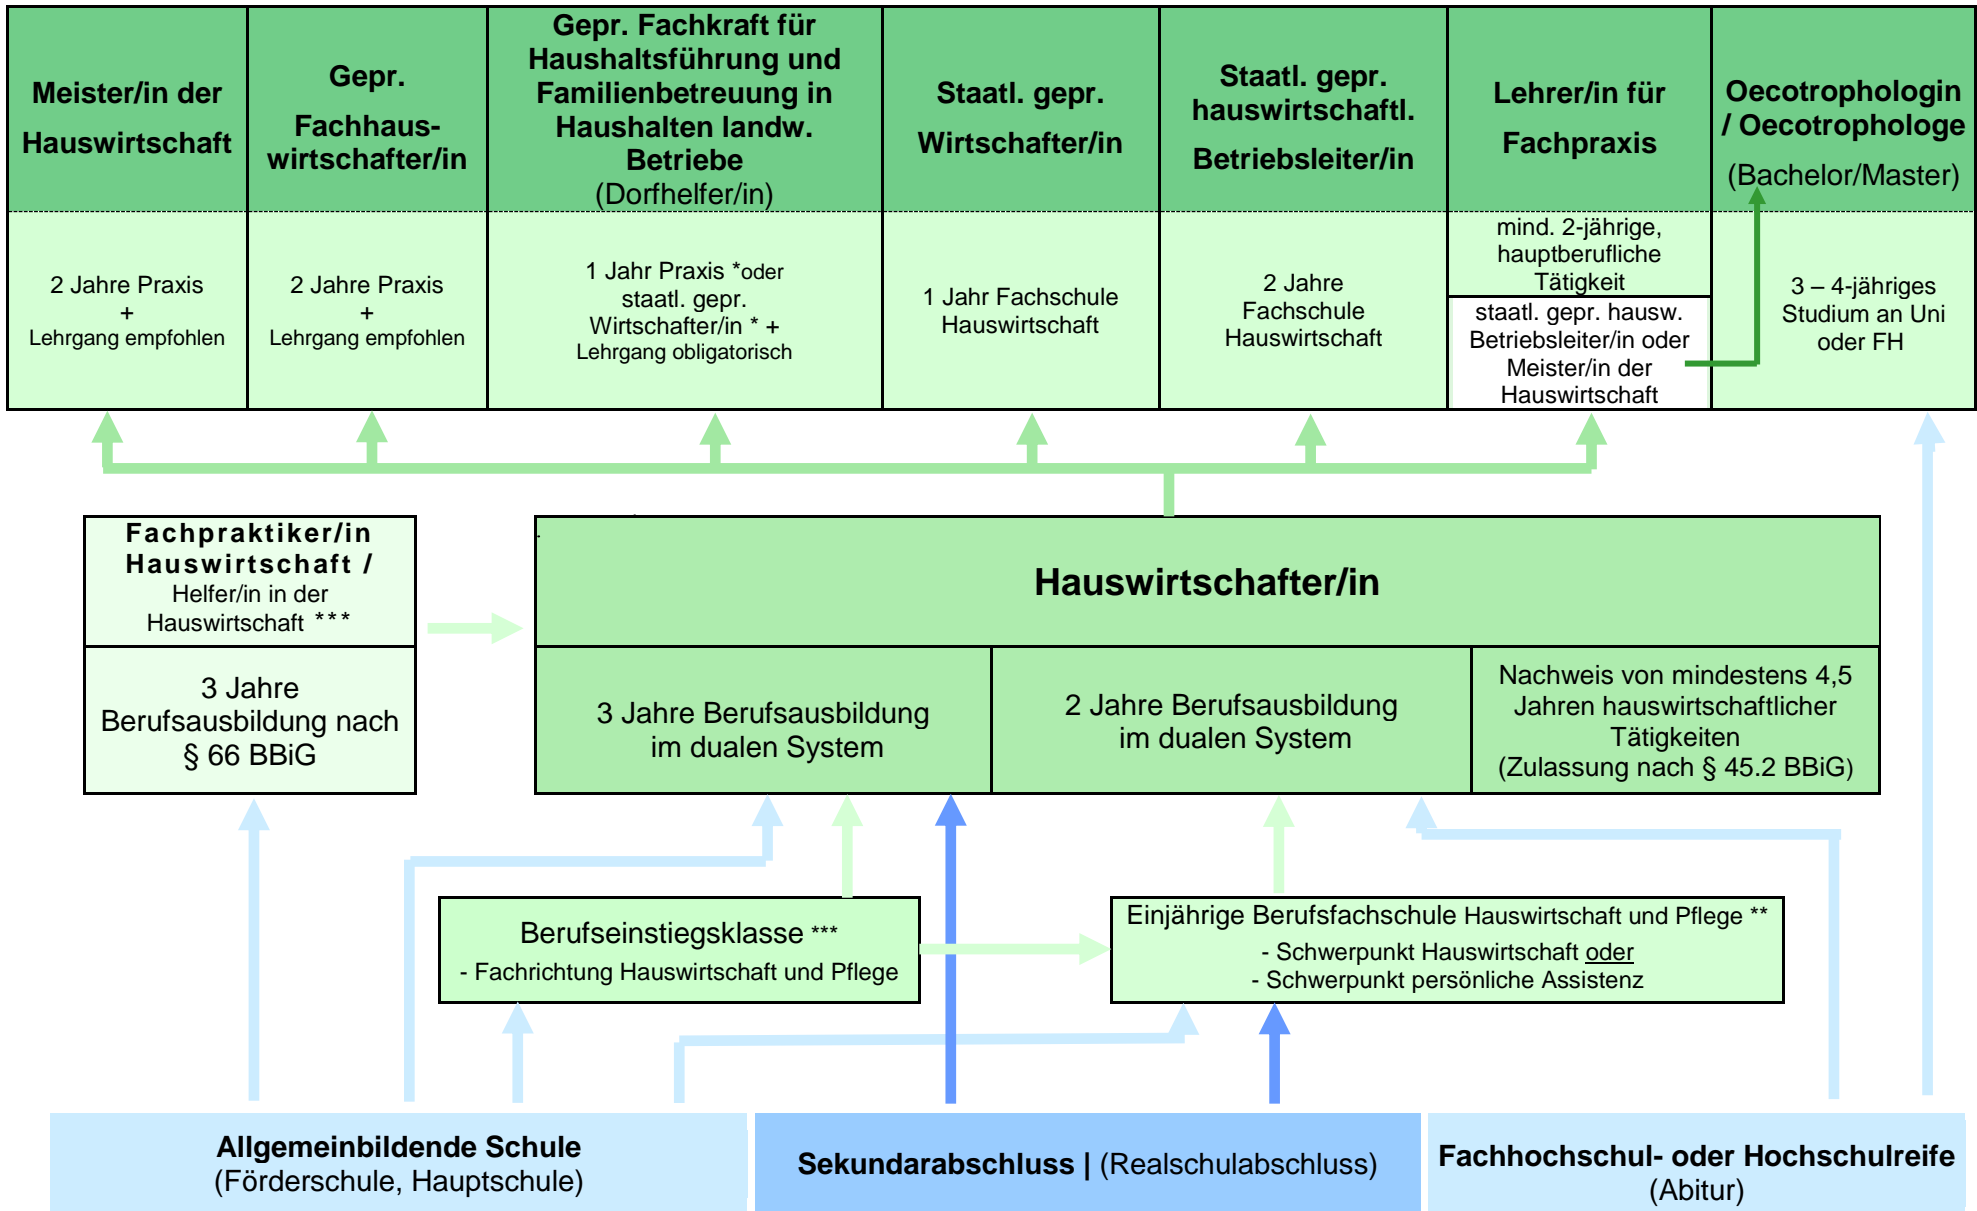 Meister/in der
Hauswirtschaft
Gepr.
Fachhaus-
wirtschafter/in
Gepr. Fachkraft für
Haushaltsführung und
Familienbetreuung in
Haushalten landw.
Betriebe
(Dorfhelfer/in)
Staatl. gepr.
Wirtschafter/in
Staatl. gepr.
hauswirtschaftl.
Betriebsleiter/in
Lehrer/in für
Fachpraxis
Oecotrophologin
/ Oecotrophologe
(Bachelor/Master)
2 Jahre Praxis
+
Lehrgang empfohlen
2 Jahre Praxis
+
Lehrgang empfohlen
1 Jahr Praxis *oder
staatl. gepr.
Wirtschafter/in * +
Lehrgang obligatorisch
1 Jahr Fachschule
Hauswirtschaft
2 Jahre
Fachschule
Hauswirtschaft
mind. 2-jährige,
hauptberufliche
Tätigkeit
staatl. gepr. hausw.
Betriebsleiter/in oder
Meister/in der
Hauswirtschaft
3 – 4-jähriges
Studium an Uni
oder FH
Fachpraktiker/in
Hauswirtschaft /
Helfer/in in der
Hauswirtschaft ***
3 Jahre
Berufsausbildung nach
§ 66 BBiG
Hauswirtschafter/in
3 Jahre Berufsausbildung
im dualen System
2 Jahre Berufsausbildung
im dualen System
Nachweis von mindestens 4,5
Jahren hauswirtschaftlicher
Tätigkeiten
(Zulassung nach § 45.2 BBiG)
Berufseinstiegsklasse ***
- Fachrichtung Hauswirtschaft und Pflege
Einjährige Berufsfachschule Hauswirtschaft und Pflege **
- Schwerpunkt Hauswirtschaft oder
- Schwerpunkt persönliche Assistenz
Allgemeinbildende Schule
(Förderschule, Hauptschule)
Sekundarabschluss | (Realschulabschluss)
Fachhochschul- oder Hochschulreife
(Abitur)